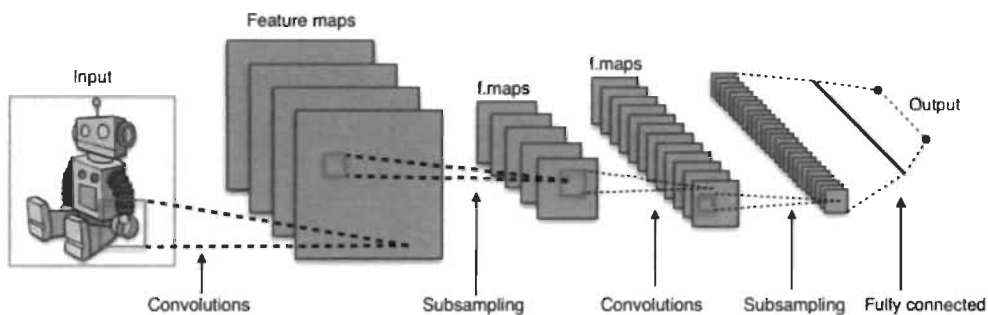 Feature maps
Input
f.maps
f.maps
Output
Convolutions
Subsampling
Convolutions
Subsampling
Fully connected